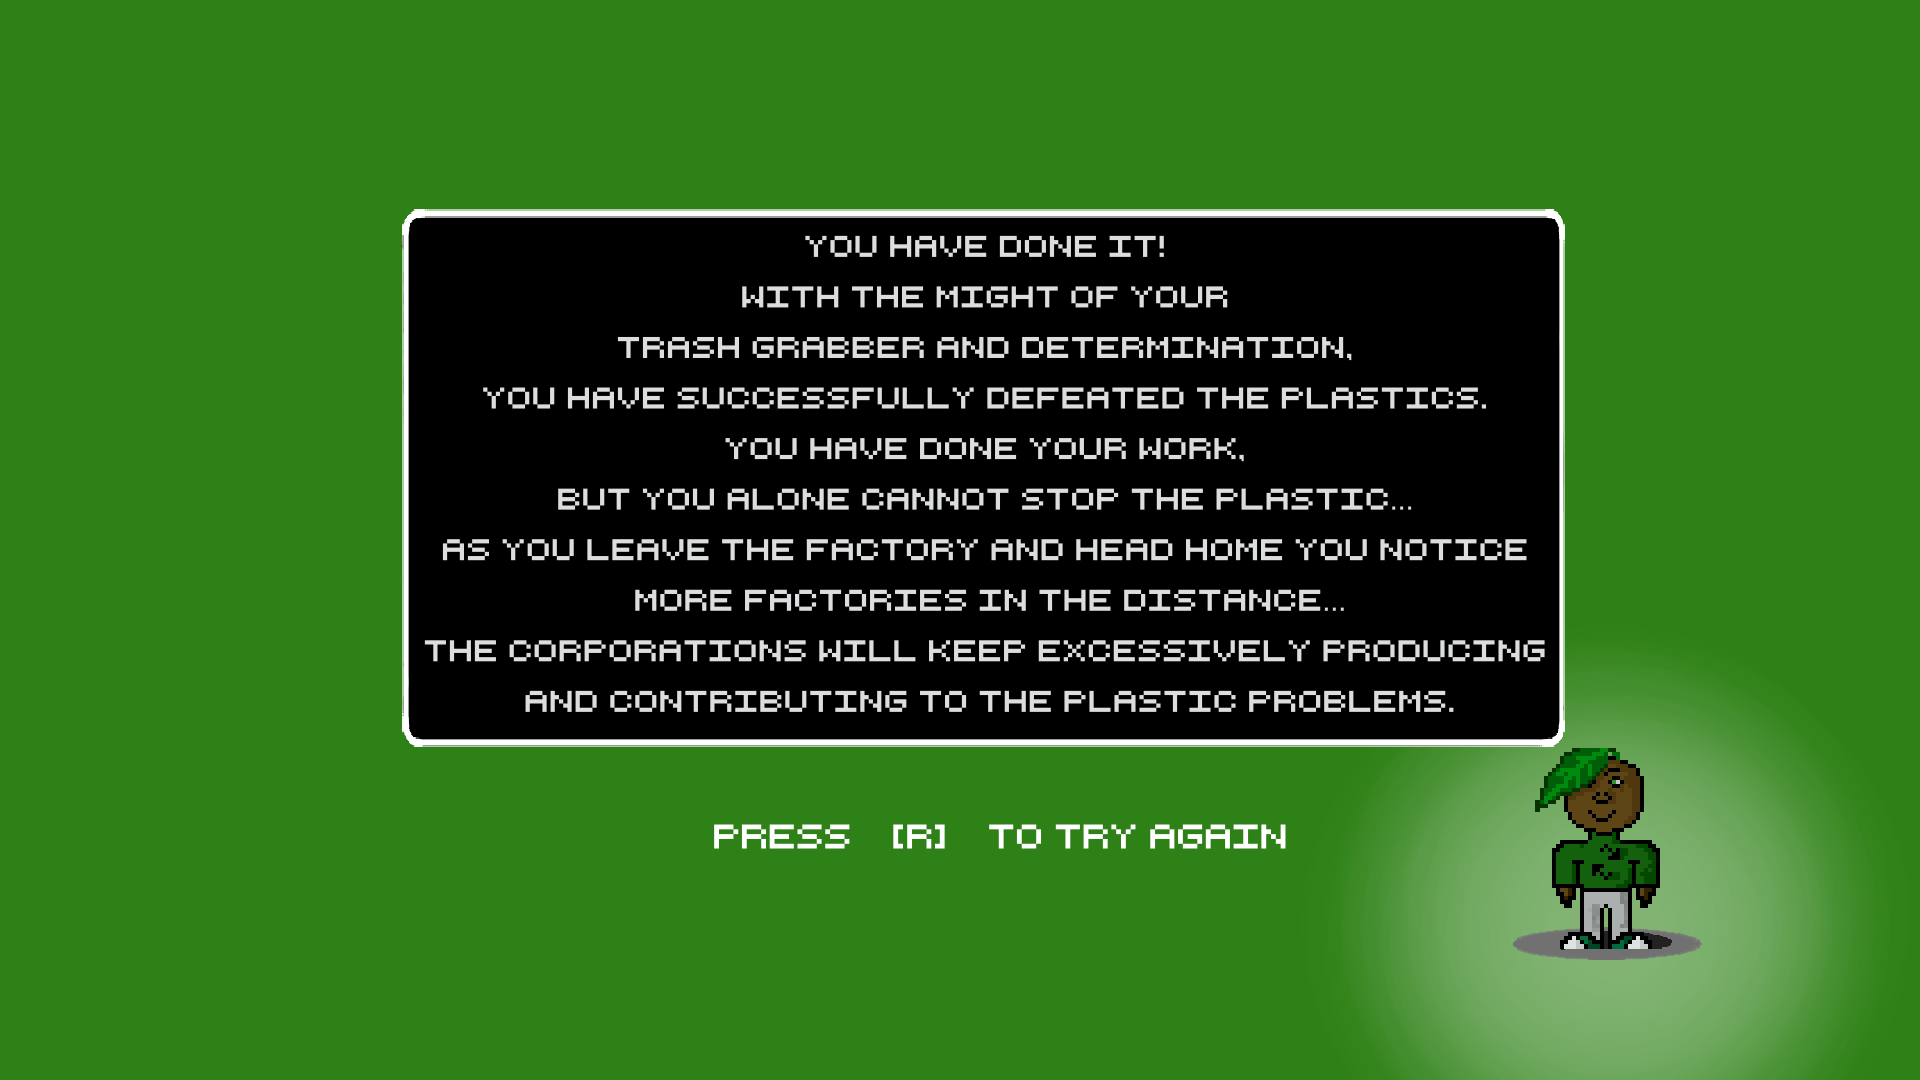 YOU HAVE DONE IT!
WITH THE MIGHT OF YOUR
TRASH GRABBER AND DETERMINATION,
YOU HAVE SUCCESSFULLY DEFEATED THE PLASTICS.
YOU HAVE DONE YOUR WORK,
BUT YOU ALONE CANNOT STOP THE PLASTIC...
AS YOU LEAVE THE FACTORY AND HEAD HOME YOU NOTICE
MORE FACTORIES IN THE DISTANCE...
THE CORPORATIONS WILL KEEP EXCESSIVELY PRODUCING
AND CONTRIBUTING TO THE PLASTIC PROBLEMS.
PRESS [R] TO TRY AGAIN